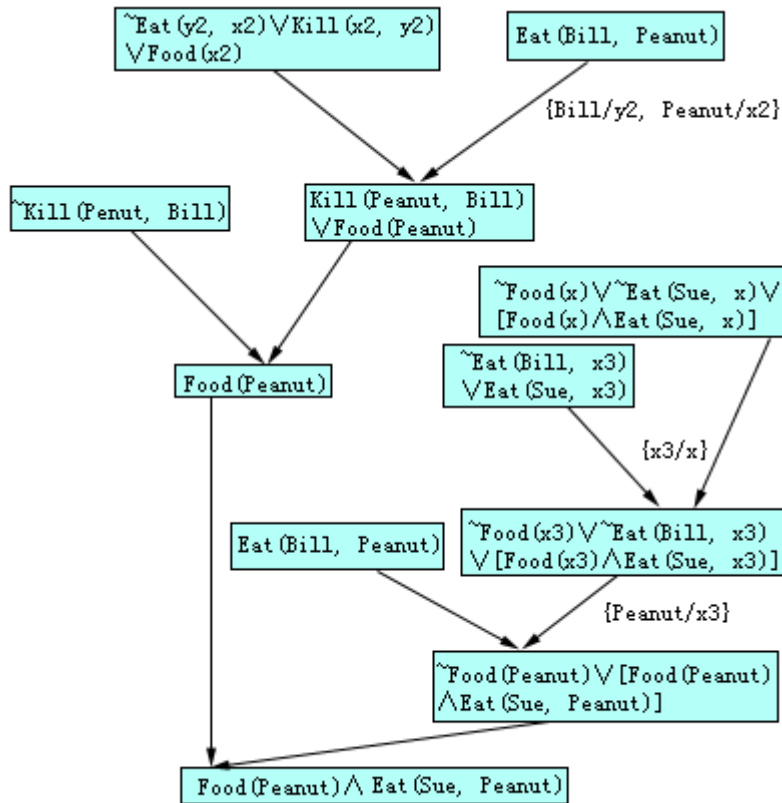 ~Eat(y2, x2)∨Kill(x2, y2)
∨Food(x2)
Eat(Bill, Peanut)
{Bill/y2, Peanut/x2}
~Kill(Penut, Bill)
Kill(Peanut, Bill)
∨Food(Peanut)
~Food(x)∨~Eat(Sue, x)∨
[Food(x)∧Eat(Sue, x)]
~Eat(Bill, x3)
∨Eat(Sue, x3)
Food(Peanut)
{x3/x}
Eat(Bill, Peanut)
~Food(x3)∨~Eat(Bill, x3)
∨[Food(x3)∧Eat(Sue, x3)]
{Peanut/x3}
~Food(Peanut)∨[Food(Peanut)
∧Eat(Sue, Peanut)]
Food(Peanut)∧ Eat(Sue, Peanut)